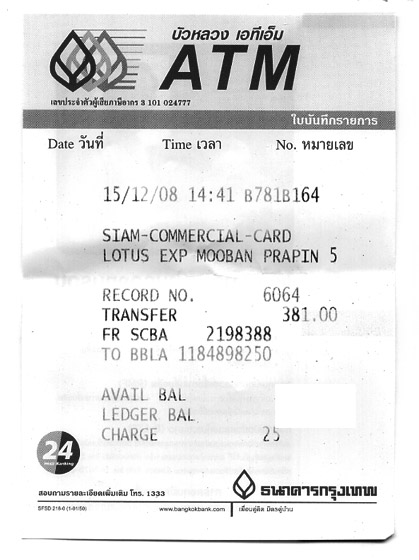 บัวหลวง เอทีเอ็ม
ATM
เลขประจำตัวผู้เสียภาษีอากร 3 101 024777
ใบบันทึกรายการ
Date วันที่ Time เวลา No. หมายเลข
15/12/08 14:41 B781B164
SIAM-COMMERCIAL-CARD
LOTUS EXP MOOBAN PRAPIN 5
RECORD NO. 6064
TRANSFER 381.00
FR SCBA 2198388
TO BBLA 1184898250
AVAIL BAL
LEDGER BAL
CHARGE 25
24
สอบถามรายละเอียดเพิ่มเติม โทร. 1333
ธนาคารกรุงเทพ
www.bangkokbank.com
เพื่อนคู่คิด มิตรคู่บ้าน